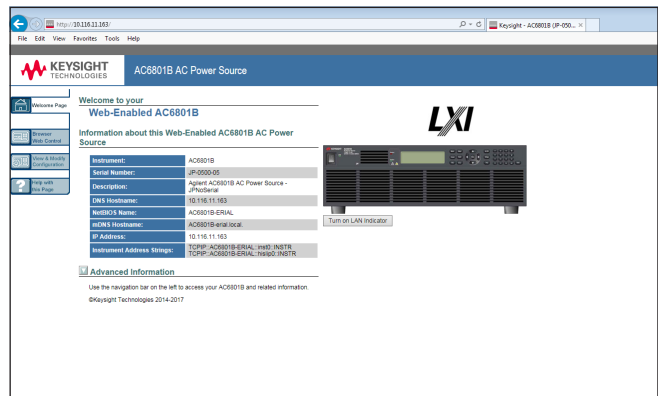 http://10.116.11.163/
Keysight - AC6801B (JP-050...
File Edit View Favorites Tools Help
KEYSIGHT
TECHNOLOGIES
AC6801B AC Power Source
Welcome Page
Browser
Web Control
View & Modify
Configuration
Help with
this Page
Welcome to your
Web-Enabled AC6801B
Information about this Web-Enabled AC6801B AC Power
Source
Instrument: AC6801B
Serial Number: JP-0500-05
Description: Agilent AC6801B AC Power Source -
JPNoSerial
DNS Hostname: 10.116.11.163
NetBIOS Name: AC6801B-ERIAL
mDNS Hostname: AC6801B-erial.local.
IP Address: 10.116.11.163
Instrument Address Strings: TCPIP::AC6801B-ERIAL::inst0::INSTR
TCPIP::AC6801B-ERIAL::hislip0::INSTR
Advanced Information
Use the navigation bar on the left to access your AC6801B and related information.
©Keysight Technologies 2014-2017
LXI
Turn on LAN Indicator